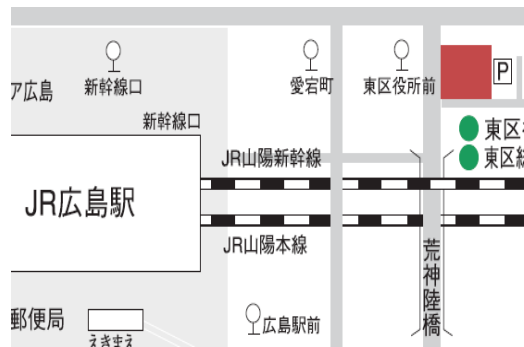 ア広島
新幹線口
愛宕町
東区役所前
P
新幹線口
東区
東区総
JR山陽新幹線
JR広島駅
JR山陽本線
荒神陸橋
郵便局
えきまえ
広島駅前